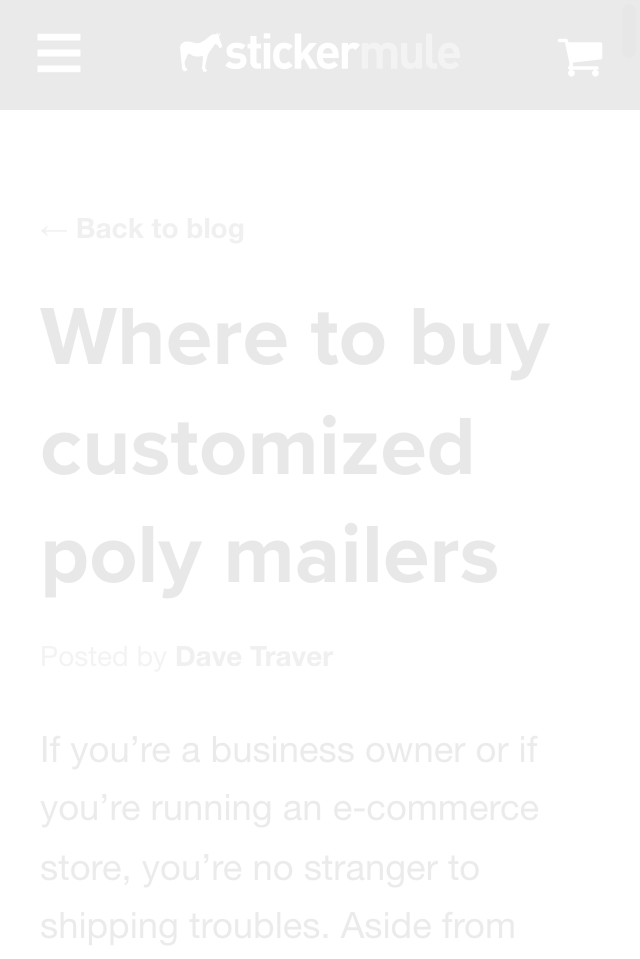 stickermule
← Back to blog
Where to buy
customized
poly mailers
Posted by Dave Traver
If you’re a business owner or if
you’re running an e-commerce
store, you’re no stranger to
shipping troubles. Aside from